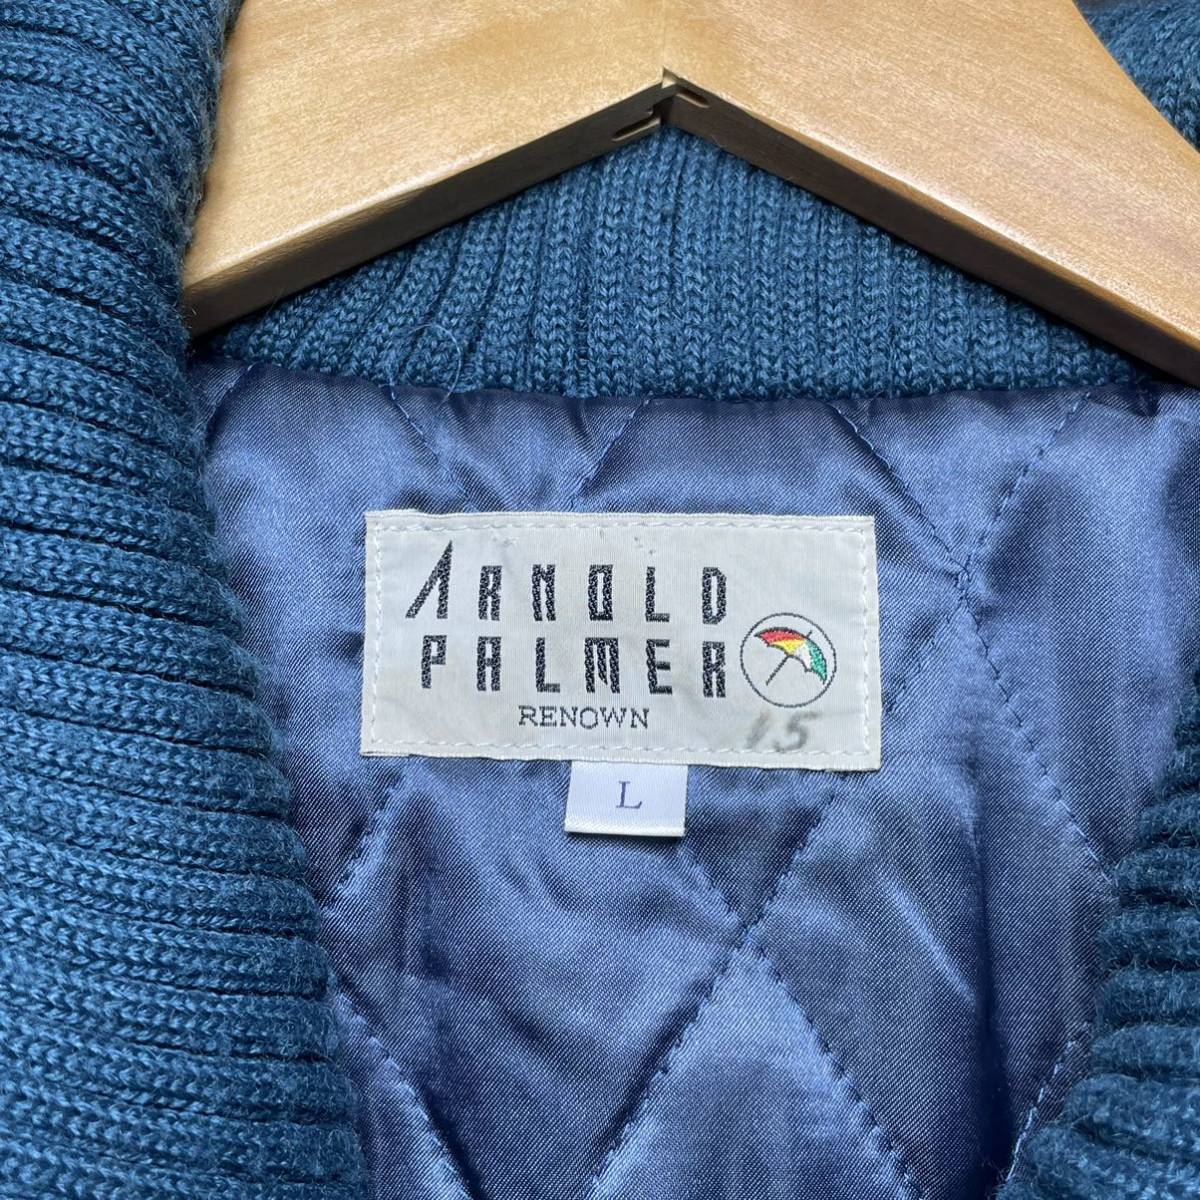 ARNOLD
PALMER
RENOWN
15
L